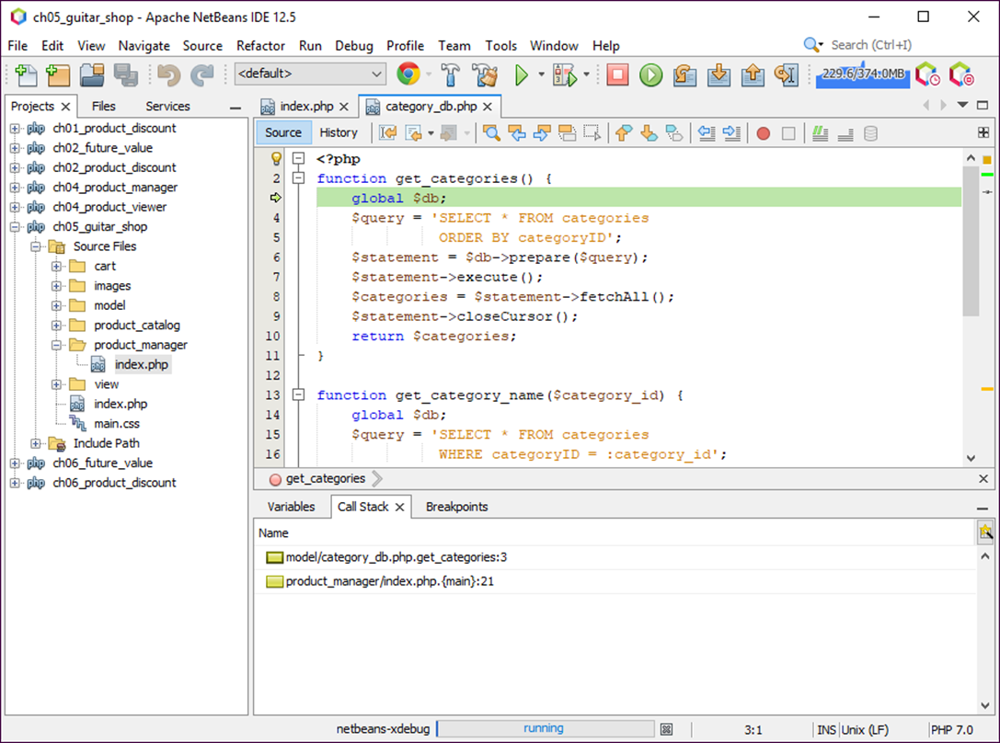 ch05_guitar_shop - Apache NetBeans IDE 12.5
File Edit View Navigate Source Refactor Run Debug Profile Team Tools Window Help
Search (Ctrl+I)
<default>
229.6/374.0MB
Projects Files Services
index.php category_db.php
Source History
ch01_product_discount
ch02_future_value
ch02_product_discount
ch04_product_manager
ch04_product_viewer
ch05_guitar_shop
Source Files
cart
images
model
product_catalog
product_manager
index.php
view
index.php
main.css
Include Path
ch06_future_value
ch06_product_discount
<?php
2 function get_categories() {
global $db;
4 $query = 'SELECT * FROM categories
5 ORDER BY categoryID';
6 $statement = $db->prepare($query);
7 $statement->execute();
8 $categories = $statement->fetchAll();
9 $statement->closeCursor();
10 return $categories;
11 }
12
13 function get_category_name($category_id) {
14 global $db;
15 $query = 'SELECT * FROM categories
16 WHERE categoryID = :category_id';
get_categories
Variables Call Stack Breakpoints
Name
model/category_db.php.get_categories:3
product_manager/index.php.{main}:21
netbeans-xdebug running 3:1 INS Unix (LF) PHP 7.0